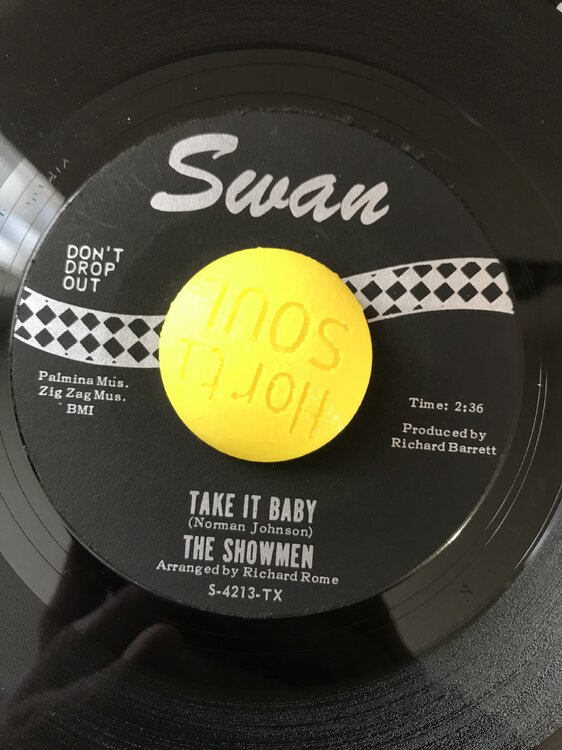 Swan
DON'T
DROP
OUT
SOUL
Palmina Mus.
Zig Zag Mus.
BMI
Time: 2:36
Produced by
Richard Barrett
TAKE IT BABY
(Norman Johnson)
THE SHOWMEN
Arranged by Richard Rome
S-4213-TX